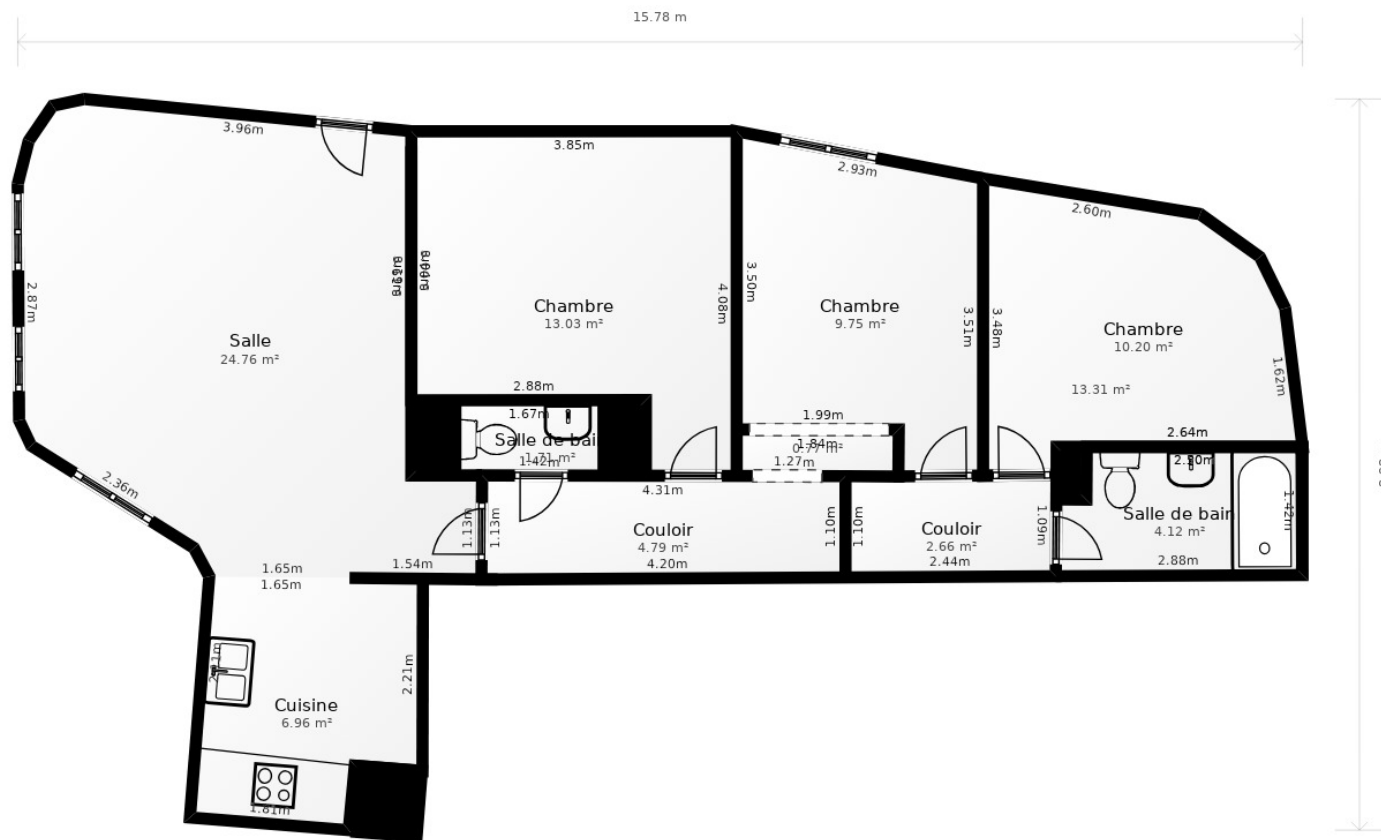 15.78 m
3.96m
3.85m
2.93m
2.60m
2.87m
4.08m
3.50m
3.51m
3.48m
1.62m
Chambre
13.03 m²
Chambre
9.75 m²
Chambre
10.20 m²
13.31 m²
Salle
24.76 m²
2.88m
1.67m
Salle de bain
1.71 m²
1.42m
1.99m
1.84m
0.77 m²
1.27m
2.64m
2.36m
4.31m
1.13m
1.13m
Couloir
4.79 m²
4.20m
1.10m
1.10m
Couloir
2.66 m²
2.44m
1.09m
Salle de bain
4.12 m²
2.88m
1.42m
1.54m
1.65m
1.65m
2.21m
Cuisine
6.96 m²
1.81m